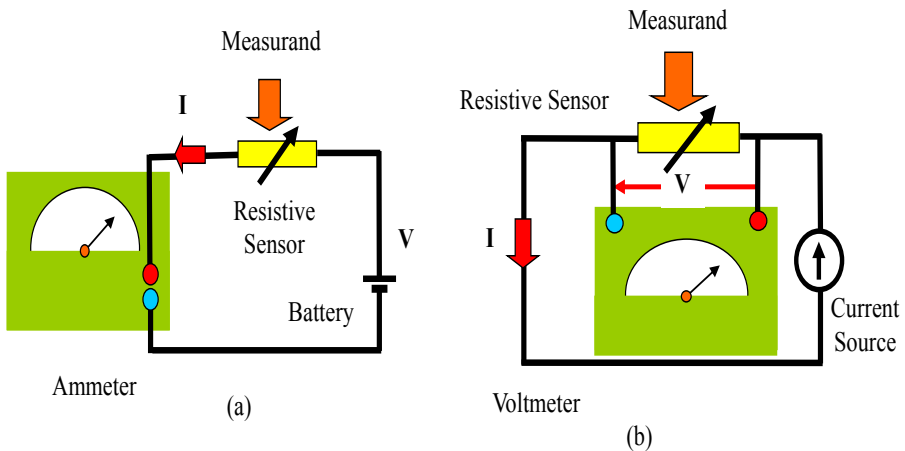 Measurand
I
Resistive
Sensor
V
Battery
Ammeter
(a)
Measurand
Resistive Sensor
V
I
Current
Source
Voltmeter
(b)